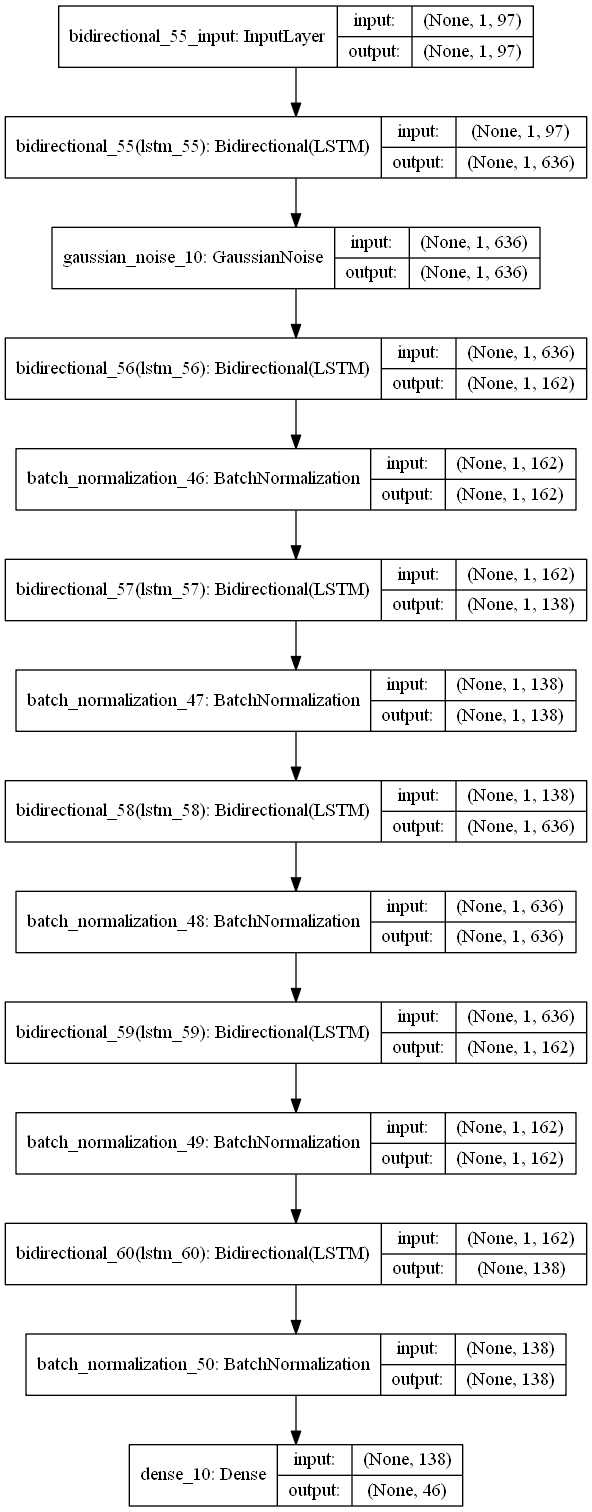 bidirectional_55_input: InputLayer
input: (None, 1, 97)
output: (None, 1, 97)
bidirectional_55(lstm_55): Bidirectional(LSTM)
input: (None, 1, 97)
output: (None, 1, 636)
gaussian_noise_10: GaussianNoise
input: (None, 1, 636)
output: (None, 1, 636)
bidirectional_56(lstm_56): Bidirectional(LSTM)
input: (None, 1, 636)
output: (None, 1, 162)
batch_normalization_46: BatchNormalization
input: (None, 1, 162)
output: (None, 1, 162)
bidirectional_57(lstm_57): Bidirectional(LSTM)
input: (None, 1, 162)
output: (None, 1, 138)
batch_normalization_47: BatchNormalization
input: (None, 1, 138)
output: (None, 1, 138)
bidirectional_58(lstm_58): Bidirectional(LSTM)
input: (None, 1, 138)
output: (None, 1, 636)
batch_normalization_48: BatchNormalization
input: (None, 1, 636)
output: (None, 1, 636)
bidirectional_59(lstm_59): Bidirectional(LSTM)
input: (None, 1, 636)
output: (None, 1, 162)
batch_normalization_49: BatchNormalization
input: (None, 1, 162)
output: (None, 1, 162)
bidirectional_60(lstm_60): Bidirectional(LSTM)
input: (None, 1, 162)
output: (None, 138)
batch_normalization_50: BatchNormalization
input: (None, 138)
output: (None, 138)
dense_10: Dense
input: (None, 138)
output: (None, 46)